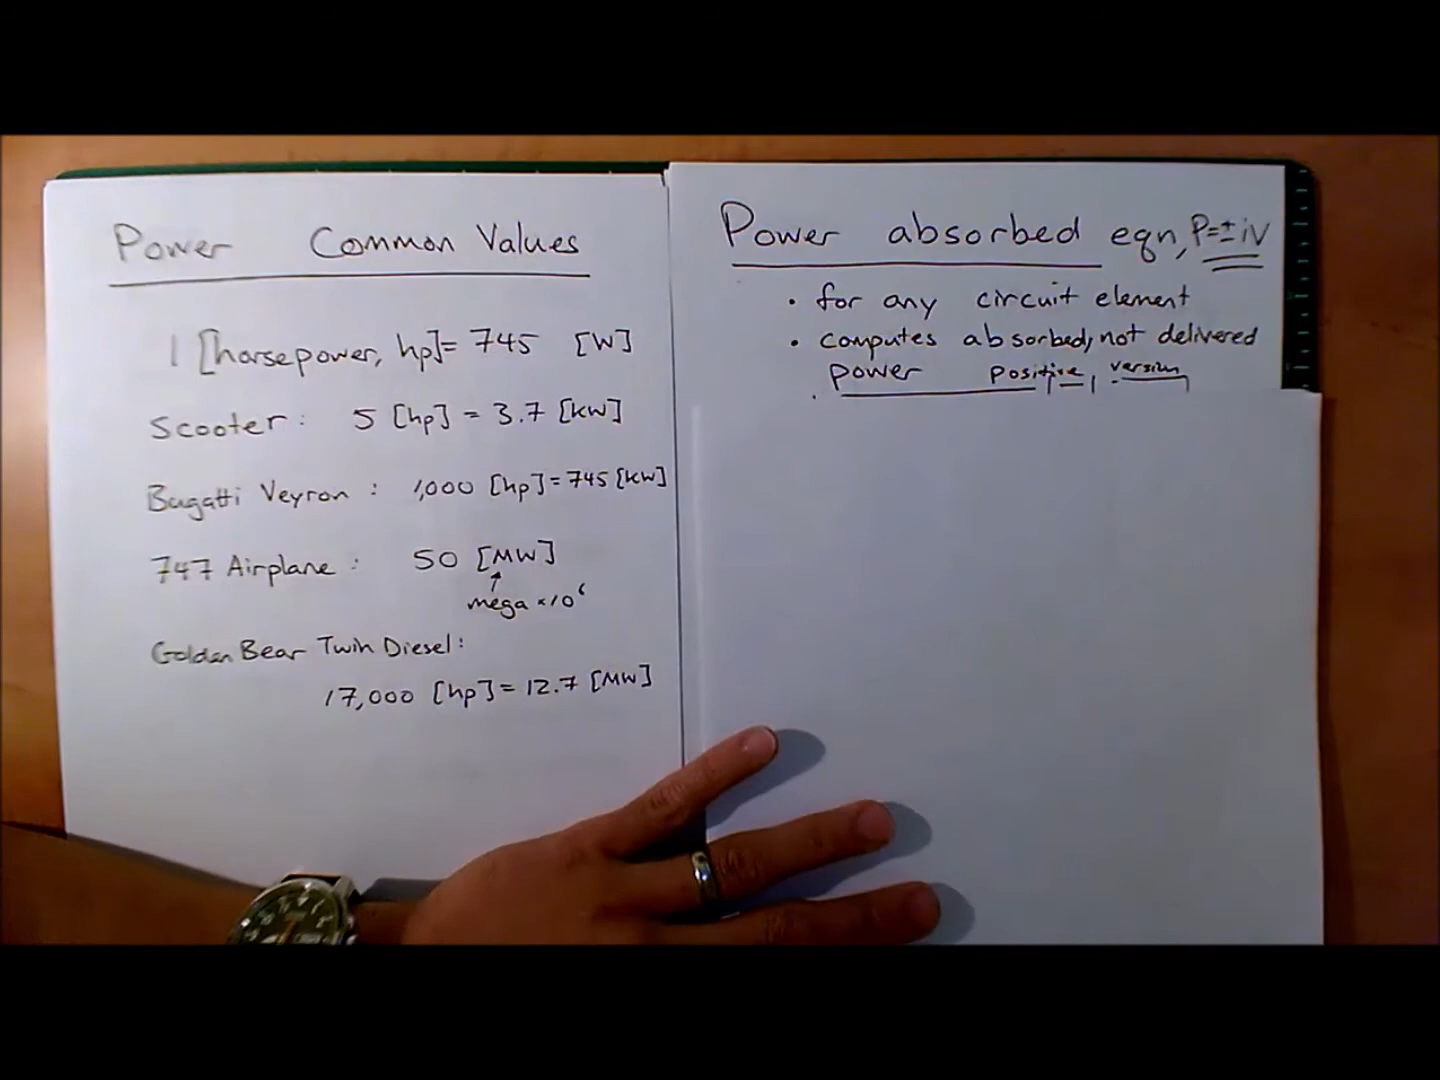 Power Common Values
1 [horsepower, hp]= 745 [W]
Scooter: 5 [hp] = 3.7 [kW]
Bugatti Veyron : 1,000 [hp]=745 [kW]
747 Airplane : 50 [MW]
mega ×10⁶
Golden Bear Twin Diesel:
17,000 [hp]= 12.7 [MW]
Power absorbed eqn, P=±iv
• for any circuit element
• computes absorbed, not delivered
power positive version